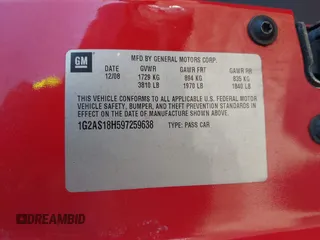 GM
MFD BY GENERAL MOTORS CORP.
DATE GVWR GAWR FRT GAWR RR
12/08 1729 KG 894 KG 835 KG
3810 LB 1970 LB 1840 LB
THIS VEHICLE CONFORMS TO ALL APPLICABLE U.S. FEDERAL MOTOR
VEHICLE SAFETY, BUMPER, AND THEFT PREVENTION STANDARDS IN
EFFECT ON THE DATE OF MANUFACTURE SHOWN ABOVE.
1G2AS18H597259638 TYPE: PASS CAR
DREAMBID